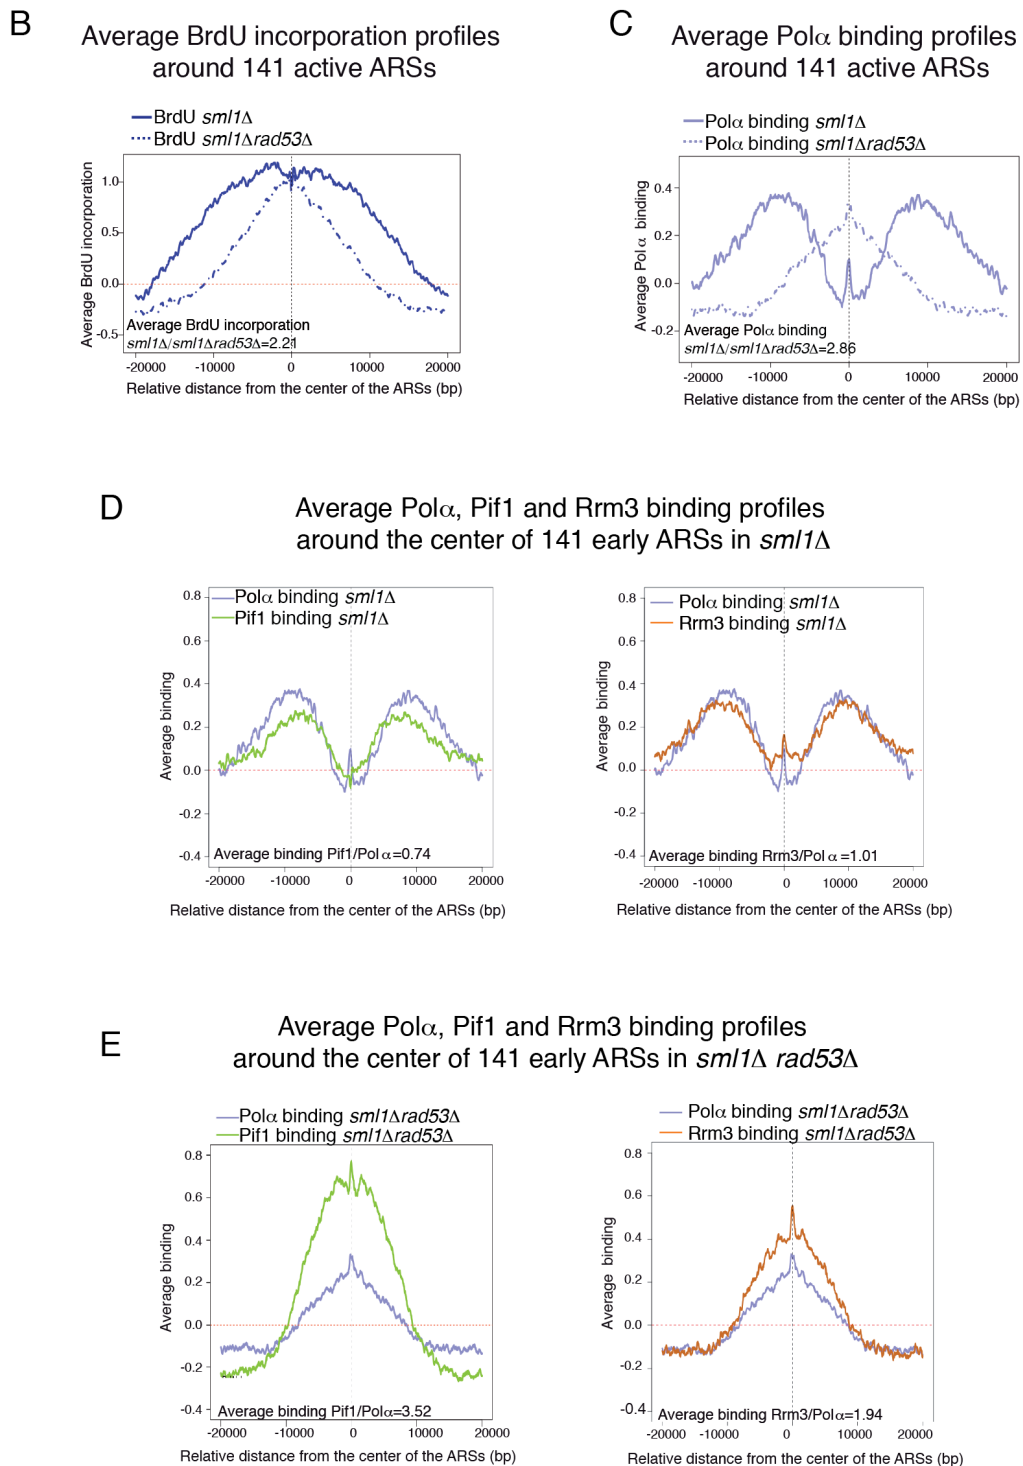 B
Average BrdU incorporation profiles
around 141 active ARSs
BrdU sml1Δ
BrdU sml1Δrad53Δ
Average BrdU incorporation
1.0
0.5
0.0
-0.5
Average BrdU incorporation
sml1Δ/sml1Δrad53Δ=2.21
-20000 -10000 0 10000 20000
Relative distance from the center of the ARSs (bp)
C
Average Polα binding profiles
around 141 active ARSs
Polα binding sml1Δ
Polα binding sml1Δrad53Δ
Average Polα binding
0.4
0.2
0.0
-0.2
Average Polα binding
sml1Δ/sml1Δrad53Δ=2.86
-20000 -10000 0 10000 20000
Relative distance from the center of the ARSs (bp)
D
Average Polα, Pif1 and Rrm3 binding profiles
around the center of 141 early ARSs in sml1Δ
Polα binding sml1Δ
Pif1 binding sml1Δ
Average binding
0.8
0.6
0.4
0.2
0.0
-0.2
-0.4
Average binding Pif1/Pol α=0.74
-20000 -10000 0 10000 20000
Relative distance from the center of the ARSs (bp)
Polα binding sml1Δ
Rrm3 binding sml1Δ
Average binding
0.8
0.6
0.4
0.2
0.0
-0.2
-0.4
Average binding Rrm3/Pol α =1.01
-20000 -10000 0 10000 20000
Relative distance from the center of the ARSs (bp)
E
Average Polα, Pif1 and Rrm3 binding profiles
around the center of 141 early ARSs in sml1Δ rad53Δ
Polα binding sml1Δrad53Δ
Pif1 binding sml1Δrad53Δ
Average binding
0.8
0.6
0.4
0.2
0.0
-0.2
-0.4
Average binding Pif1/Polα=3.52
-20000 -10000 0 10000 20000
Relative distance from the center of the ARSs (bp)
Polα binding sml1Δrad53Δ
Rrm3 binding sml1Δrad53Δ
Average binding
0.8
0.6
0.4
0.2
0.0
-0.2
-0.4
Average binding Rrm3/Polα=1.94
-20000 -10000 0 10000 20000
Relative distance from the center of the ARSs (bp)